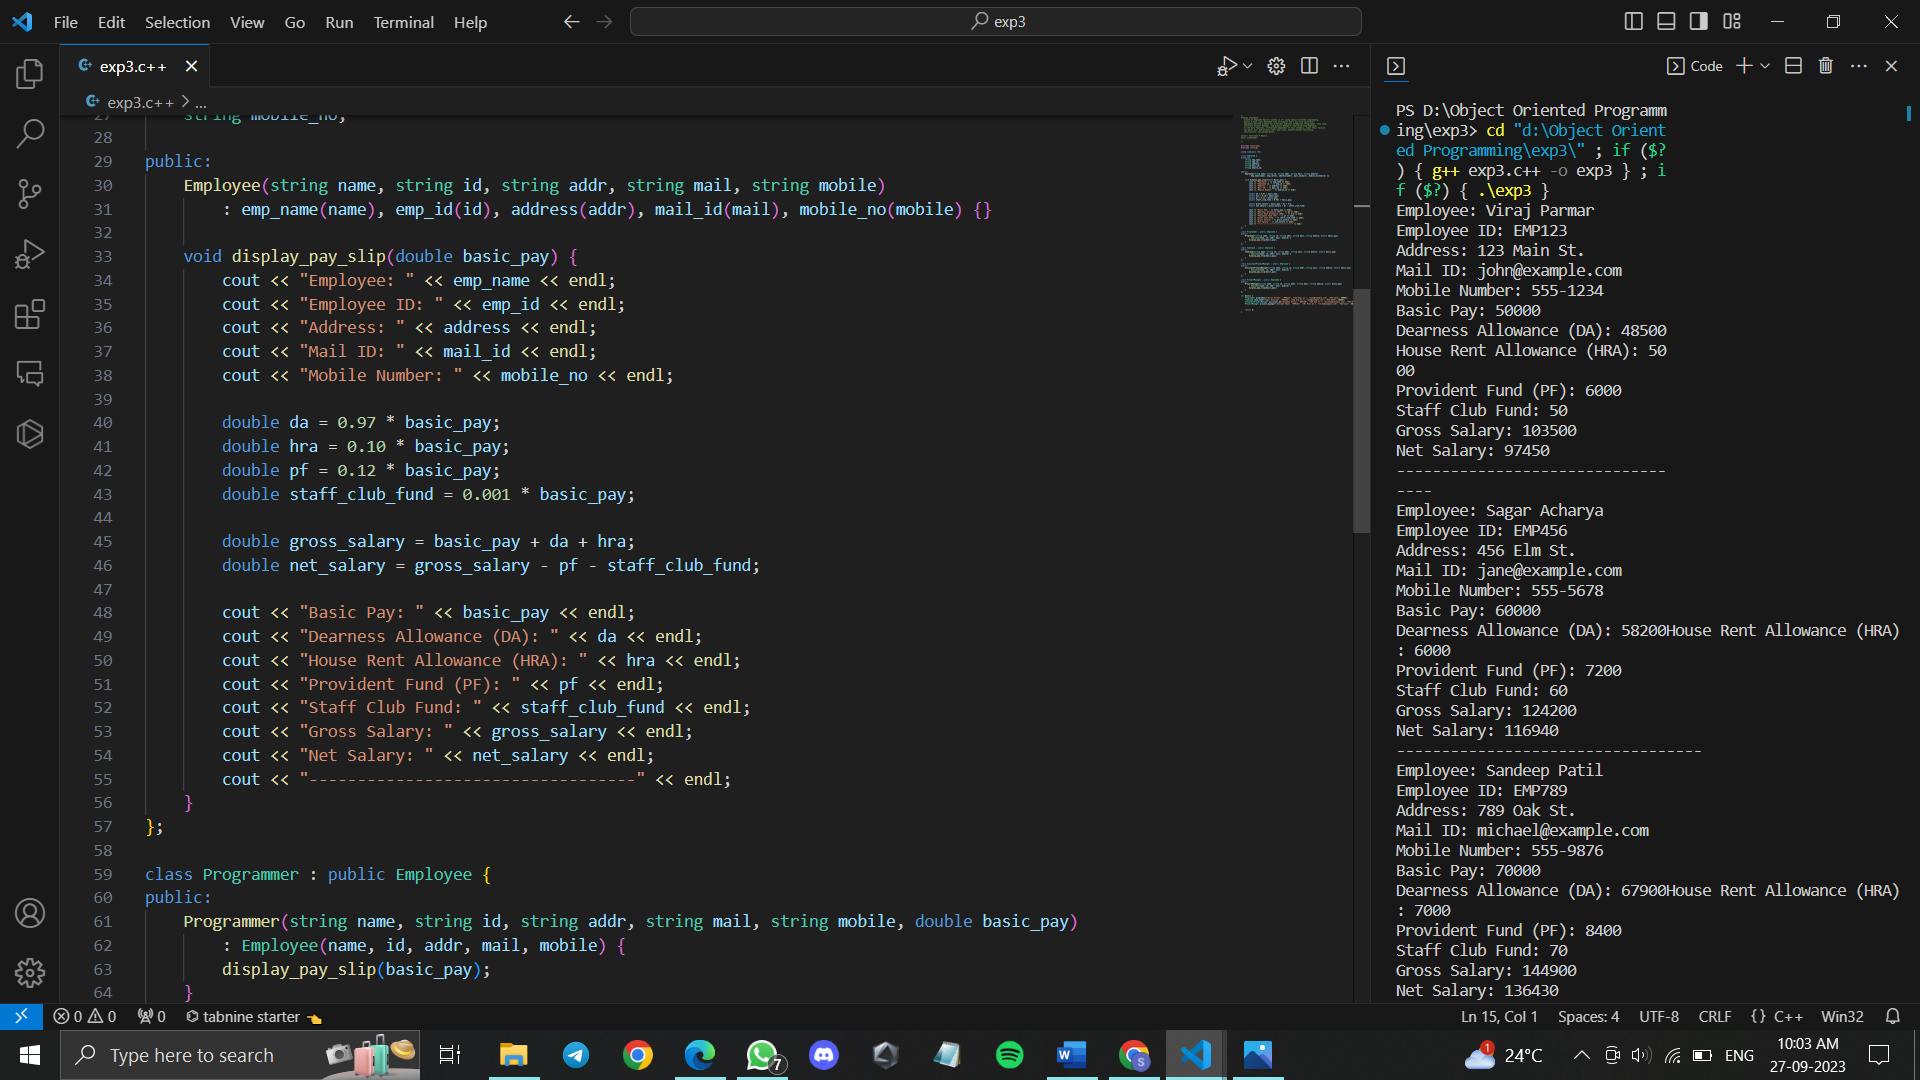 File Edit Selection View Go Run Terminal Help
exp3
exp3.c++
Code
exp3.c++ > ...
27 string mobile_no;
28
29 public:
30 Employee(string name, string id, string addr, string mail, string mobile)
31 : emp_name(name), emp_id(id), address(addr), mail_id(mail), mobile_no(mobile) {}
32
33 void display_pay_slip(double basic_pay) {
34 cout << "Employee: " << emp_name << endl;
35 cout << "Employee ID: " << emp_id << endl;
36 cout << "Address: " << address << endl;
37 cout << "Mail ID: " << mail_id << endl;
38 cout << "Mobile Number: " << mobile_no << endl;
39
40 double da = 0.97 * basic_pay;
41 double hra = 0.10 * basic_pay;
42 double pf = 0.12 * basic_pay;
43 double staff_club_fund = 0.001 * basic_pay;
44
45 double gross_salary = basic_pay + da + hra;
46 double net_salary = gross_salary - pf - staff_club_fund;
47
48 cout << "Basic Pay: " << basic_pay << endl;
49 cout << "Dearness Allowance (DA): " << da << endl;
50 cout << "House Rent Allowance (HRA): " << hra << endl;
51 cout << "Provident Fund (PF): " << pf << endl;
52 cout << "Staff Club Fund: " << staff_club_fund << endl;
53 cout << "Gross Salary: " << gross_salary << endl;
54 cout << "Net Salary: " << net_salary << endl;
55 cout << "----------------------------------" << endl;
56 }
57 };
58
59 class Programmer : public Employee {
60 public:
61 Programmer(string name, string id, string addr, string mail, string mobile, double basic_pay)
62 : Employee(name, id, addr, mail, mobile) {
63 display_pay_slip(basic_pay);
64 }
PS D:\Object Oriented Programm
ing\exp3> cd "d:\Object Orient
ed Programming\exp3\" ; if ($?
) { g++ exp3.c++ -o exp3 } ; i
f ($?) { .\exp3 }
Employee: Viraj Parmar
Employee ID: EMP123
Address: 123 Main St.
Mail ID: john@example.com
Mobile Number: 555-1234
Basic Pay: 50000
Dearness Allowance (DA): 48500
House Rent Allowance (HRA): 50
00
Provident Fund (PF): 6000
Staff Club Fund: 50
Gross Salary: 103500
Net Salary: 97450
------------------------------
----
Employee: Sagar Acharya
Employee ID: EMP456
Address: 456 Elm St.
Mail ID: jane@example.com
Mobile Number: 555-5678
Basic Pay: 60000
Dearness Allowance (DA): 58200House Rent Allowance (HRA)
: 6000
Provident Fund (PF): 7200
Staff Club Fund: 60
Gross Salary: 124200
Net Salary: 116940
----------------------------------
Employee: Sandeep Patil
Employee ID: EMP789
Address: 789 Oak St.
Mail ID: michael@example.com
Mobile Number: 555-9876
Basic Pay: 70000
Dearness Allowance (DA): 67900House Rent Allowance (HRA)
: 7000
Provident Fund (PF): 8400
Staff Club Fund: 70
Gross Salary: 144900
Net Salary: 136430
0 0 0 tabnine starter
Ln 15, Col 1 Spaces: 4 UTF-8 CRLF {} C++ Win32
Type here to search
7
S
1
24°C
ENG
10:03 AM
27-09-2023